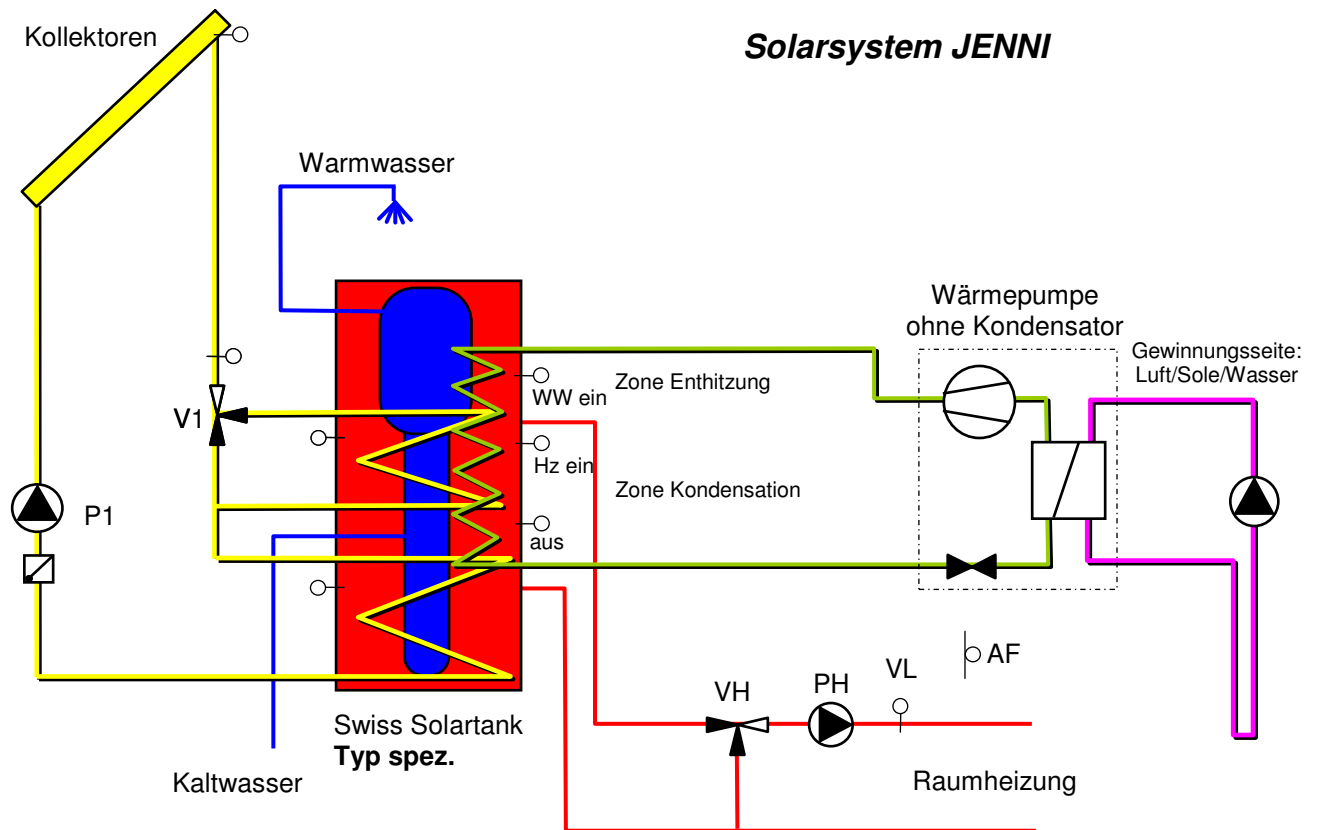 Kollektoren
Solarsystem JENNI
Warmwasser
Wärmepumpe
ohne Kondensator
Gewinnungsseite:
Luft/Sole/Wasser
WW ein
Zone Enthitzung
V1
Hz ein
Zone Kondensation
P1
aus
AF
VL
PH
VH
Swiss Solartank
Typ spez.
Kaltwasser
Raumheizung